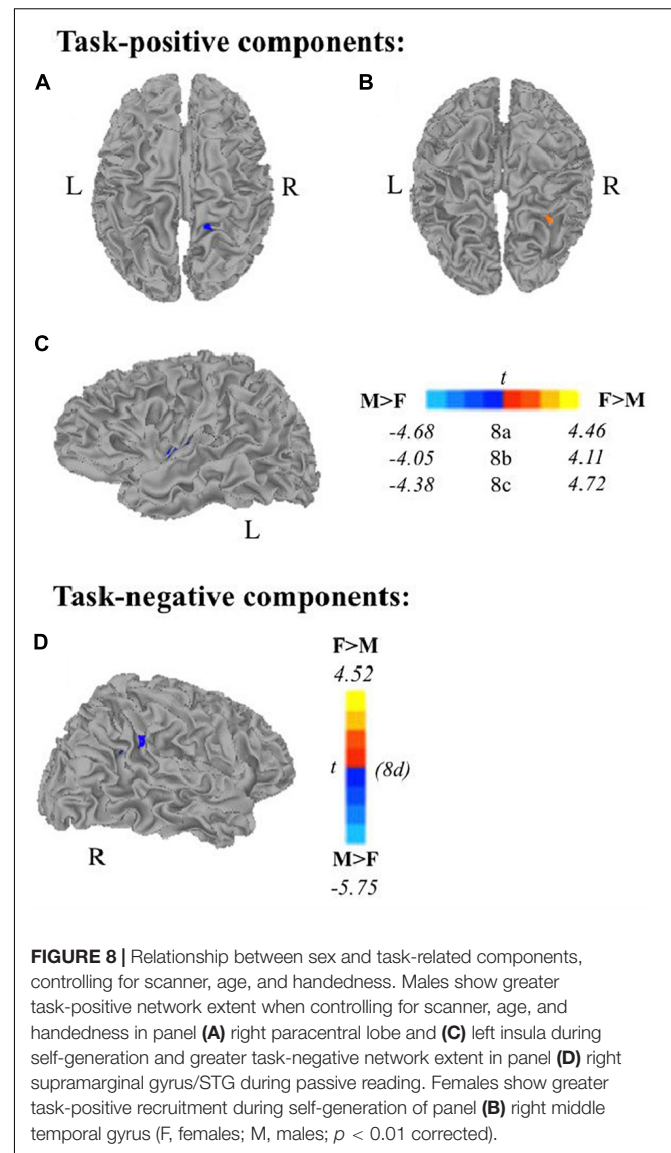 Task-positive components:
A
B
L
R
L
R
C
t
M>F
F>M
-4.68 8a 4.46
-4.05 8b 4.11
-4.38 8c 4.72
L
Task-negative components:
D
F>M
4.52
t (8d)
R
M>F
-5.75
FIGURE 8 | Relationship between sex and task-related components,
controlling for scanner, age, and handedness. Males show greater
task-positive network extent when controlling for scanner, age, and
handedness in panel (A) right paracentral lobe and (C) left insula during
self-generation and greater task-negative network extent in panel (D) right
supramarginal gyrus/STG during passive reading. Females show greater
task-positive recruitment during self-generation of panel (B) right middle
temporal gyrus (F, females; M, males; p < 0.01 corrected).